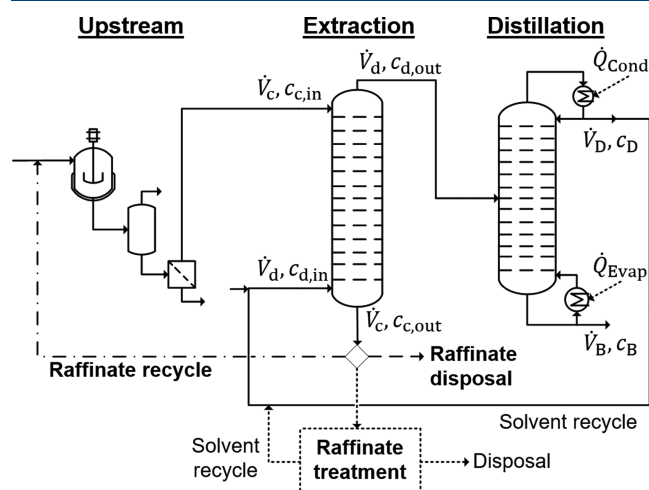 Upstream
Extraction
Distillation
V̇d, cd,out
Q̇Cond
V̇c, cc,in
V̇D, cD
V̇d, cd,in
Q̇Evap
V̇c, cc,out
V̇B, cB
Raffinate recycle
Raffinate
disposal
Solvent recycle
Solvent
recycle
Raffinate
treatment
Disposal